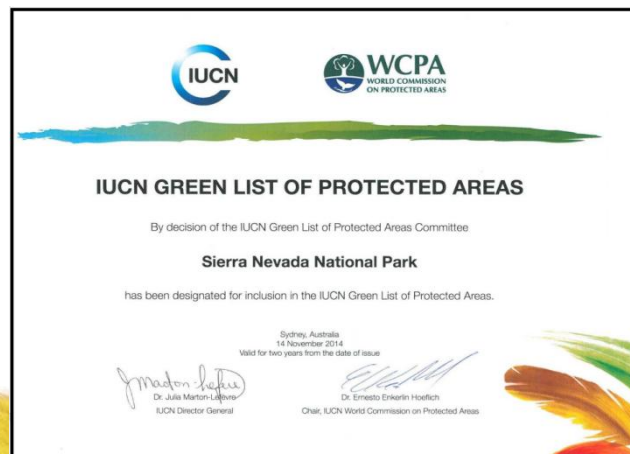 IUCN
WCPA
WORLD COMMISSION
ON PROTECTED AREAS
IUCN GREEN LIST OF PROTECTED AREAS
By decision of the IUCN Green List of Protected Areas Committee
Sierra Nevada National Park
has been designated for inclusion in the IUCN Green List of Protected Areas.
Sydney, Australia
14 November 2014
Valid for two years from the date of issue
Dr. Julia Marton-Lefèvre
IUCN Director General
Dr. Ernesto Enkerlin Hoeflich
Chair, IUCN World Commission on Protected Areas